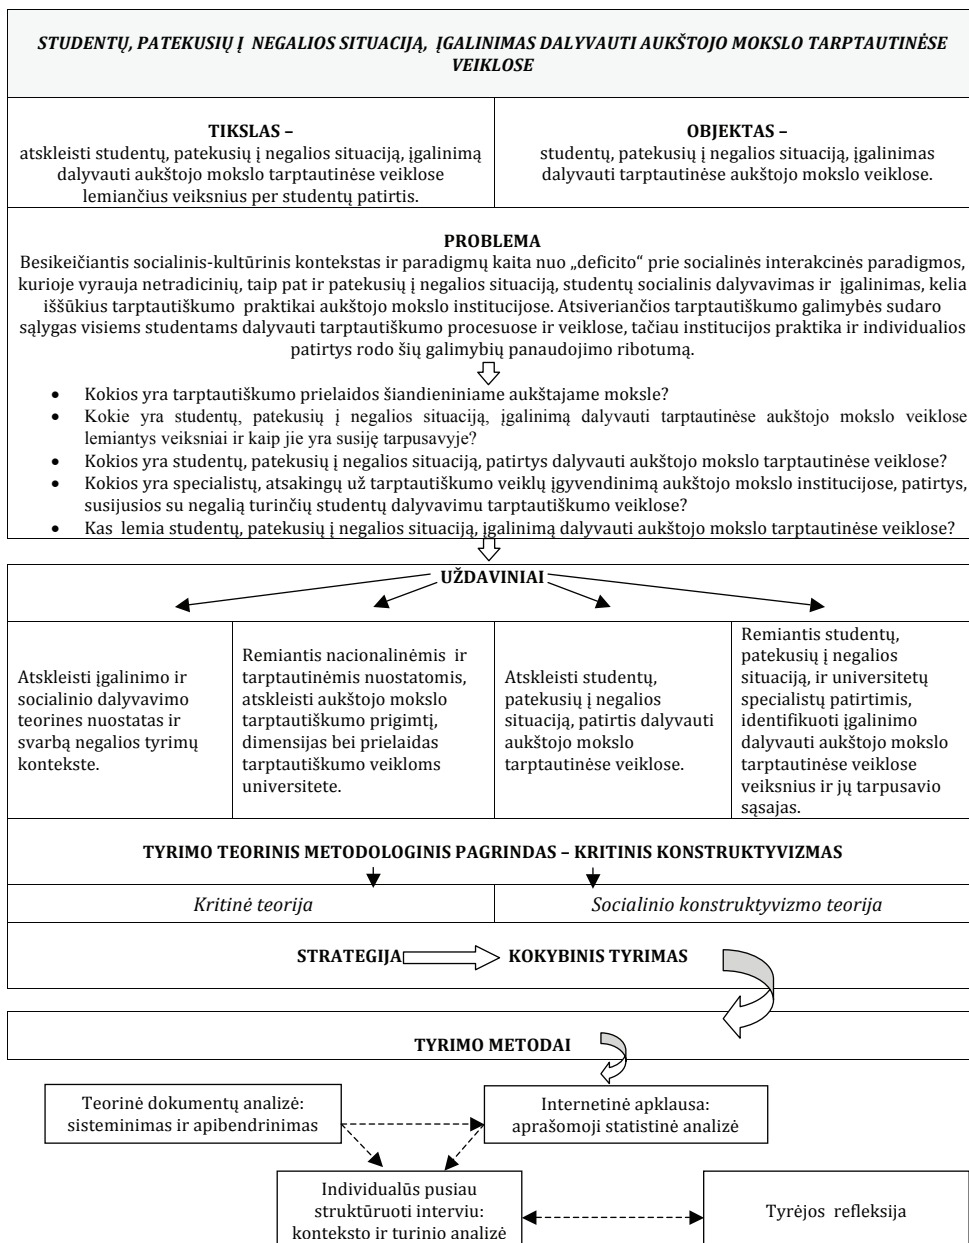 STUDENTŲ, PATEKUSIŲ Į NEGALIOS SITUACIJĄ, ĮGALINIMAS DALYVAUTI AUKŠTOJO MOKSLO TARPTAUTINĖSE
VEIKLOSE
TIKSLAS –
atskleisti studentų, patekusių į negalios situaciją, įgalinimą
dalyvauti aukštojo mokslo tarptautinėse veiklose
lemiančius veiksnius per studentų patirtis.
OBJEKTAS –
studentų, patekusių į negalios situaciją, įgalinimas
dalyvauti tarptautinėse aukštojo mokslo veiklose.
PROBLEMA
Besikeičiantis socialinis-kultūrinis kontekstas ir paradigmų kaita nuo „deficito“ prie socialinės interakcinės paradigmos,
kurioje vyrauja netradicinių, taip pat ir patekusių į negalios situaciją, studentų socialinis dalyvavimas ir įgalinimas, kelia
iššūkius tarptautiškumo praktikai aukštojo mokslo institucijose. Atsiveriančios tarptautiškumo galimybės sudaro
sąlygas visiems studentams dalyvauti tarptautiškumo procesuose ir veiklose, tačiau institucijos praktika ir individualios
patirtys rodo šių galimybių panaudojimo ribotumą.
• Kokios yra tarptautiškumo prielaidos šiandieniniame aukštajame moksle?
• Kokie yra studentų, patekusių į negalios situaciją, įgalinimą dalyvauti tarptautinėse aukštojo mokslo veiklose
lemiantys veiksniai ir kaip jie yra susiję tarpusavyje?
• Kokios yra studentų, patekusių į negalios situaciją, patirtys dalyvauti aukštojo mokslo tarptautinėse veiklose?
• Kokios yra specialistų, atsakingų už tarptautiškumo veiklų įgyvendinimą aukštojo mokslo institucijose, patirtys,
susijusios su negalią turinčių studentų dalyvavimu tarptautiškumo veiklose?
• Kas lemia studentų, patekusių į negalios situaciją, įgalinimą dalyvauti aukštojo mokslo tarptautinėse veiklose?
UŽDAVINIAI
Atskleisti įgalinimo ir
socialinio dalyvavimo
teorines nuostatas ir
svarbą negalios tyrimų
kontekste.
Remiantis nacionalinėmis ir
tarptautinėmis nuostatomis,
atskleisti aukštojo mokslo
tarptautiškumo prigimtį,
dimensijas bei prielaidas
tarptautiškumo veikloms
universitete.
Atskleisti studentų,
patekusių į negalios
situaciją, patirtis dalyvauti
aukštojo mokslo
tarptautinėse veiklose.
Remiantis studentų,
patekusių į negalios
situaciją, ir universitetų
specialistų patirtimis,
identifikuoti įgalinimo
dalyvauti aukštojo mokslo
tarptautinėse veiklose
veiksnius ir jų tarpusavio
sąsajas.
TYRIMO TEORINIS METODOLOGINIS PAGRINDAS – KRITINIS KONSTRUKTYVIZMAS
Kritinė teorija
Socialinio konstruktyvizmo teorija
STRATEGIJA KOKYBINIS TYRIMAS
TYRIMO METODAI
Teorinė dokumentų analizė:
sisteminimas ir apibendrinimas
Internetinė apklausa:
aprašomoji statistinė analizė
Individualūs pusiau
struktūruoti interviu:
konteksto ir turinio analizė
Tyrėjos refleksija